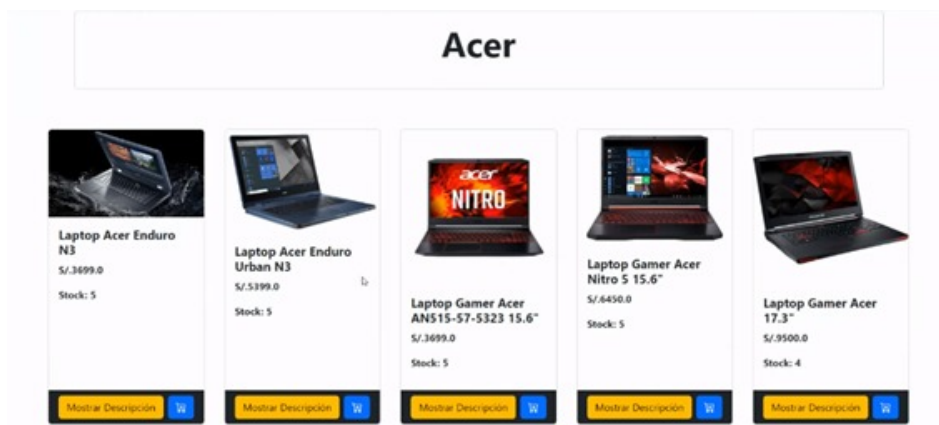 Acer
Laptop Acer Enduro
N3
S/.3699.0
Stock: 5
Mostrar Descripción
Laptop Acer Enduro
Urban N3
S/.5399.0
Stock: 5
Mostrar Descripción
acer
NITRO
Laptop Gamer Acer
AN515-57-5323 15.6"
S/.3699.0
Stock: 5
Mostrar Descripción
Laptop Gamer Acer
Nitro 5 15.6"
S/.6450.0
Stock: 5
Mostrar Descripción
Laptop Gamer Acer
17.3"
S/.9500.0
Stock: 4
Mostrar Descripción